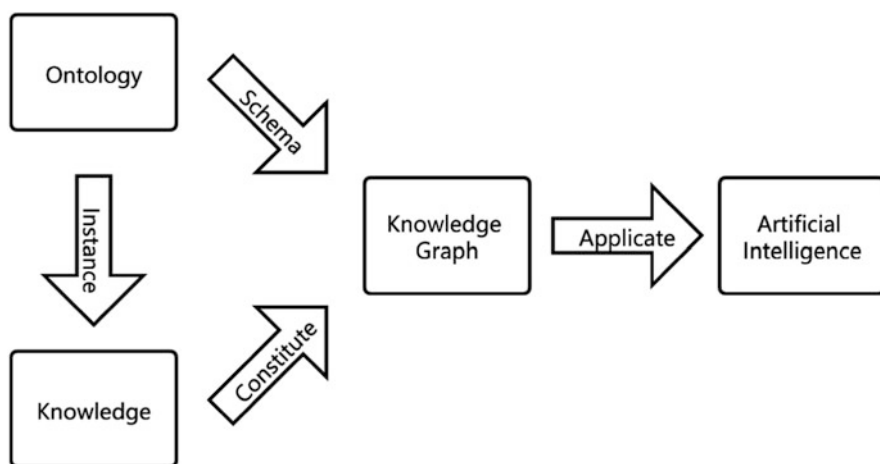 Ontology
Schema
Instance
Knowledge
Graph
Applicate
Artificial
Intelligence
Constitute
Knowledge